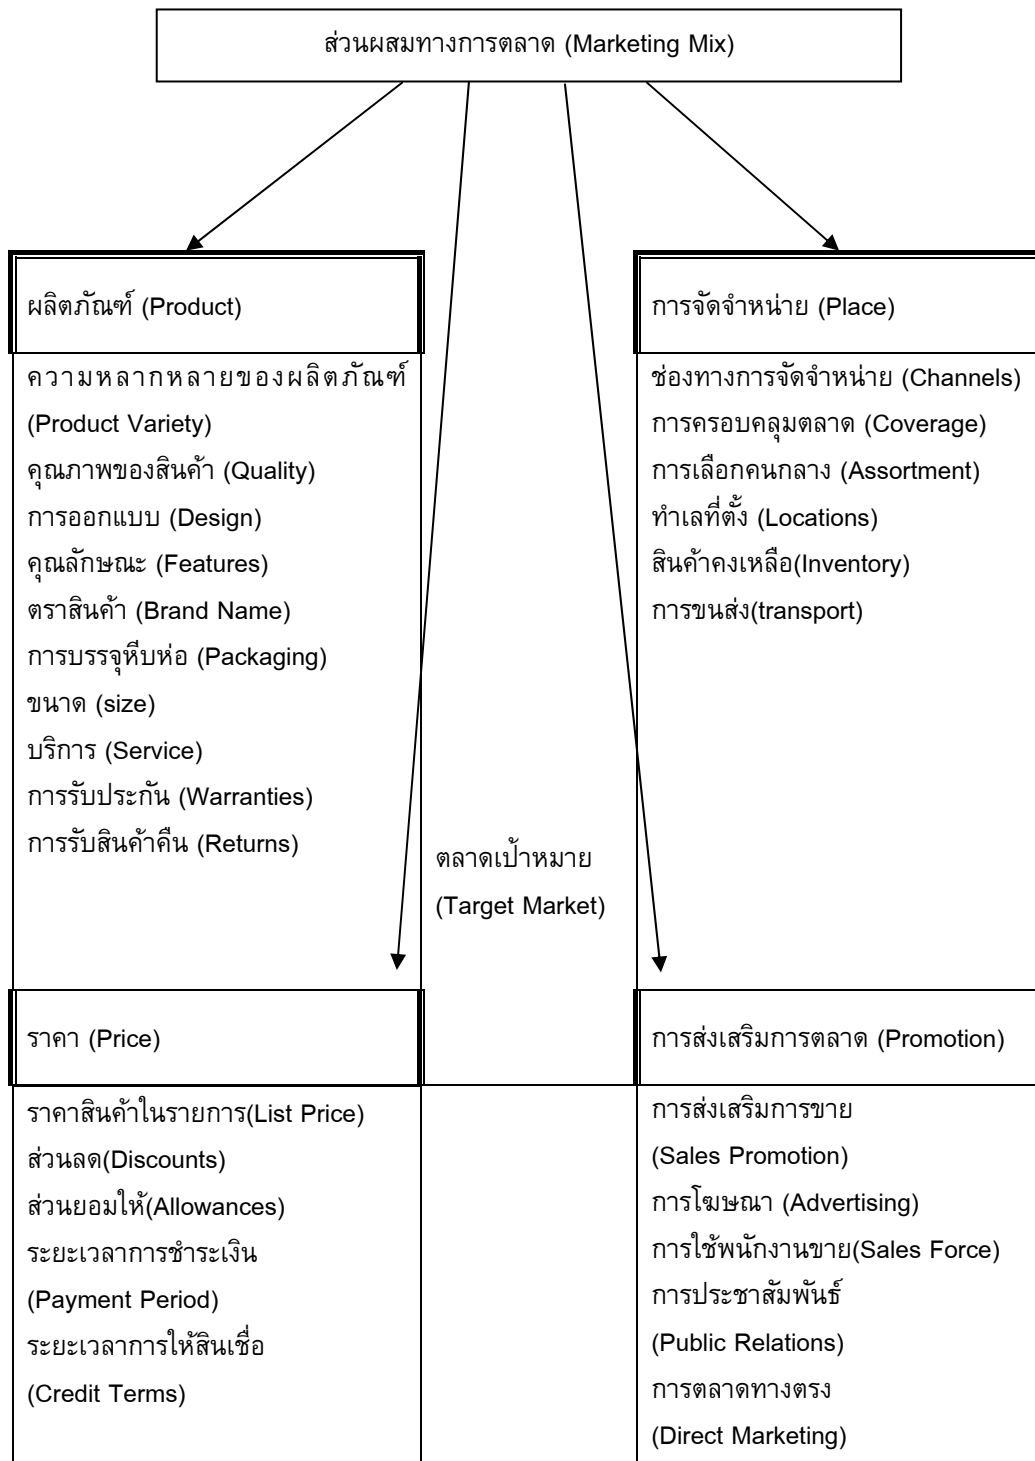 ส่วนผสมทางการตลาด (Marketing Mix)
ผลิตภัณฑ์ (Product)
ความหลากหลายของผลิตภัณฑ์
(Product Variety)
คุณภาพของสินค้า (Quality)
การออกแบบ (Design)
คุณลักษณะ (Features)
ตราสินค้า (Brand Name)
การบรรจุหีบห่อ (Packaging)
ขนาด (size)
บริการ (Service)
การรับประกัน (Warranties)
การรับสินค้าคืน (Returns)
การจัดจำหน่าย (Place)
ช่องทางการจัดจำหน่าย (Channels)
การครอบคลุมตลาด (Coverage)
การเลือกคนกลาง (Assortment)
ทำเลที่ตั้ง (Locations)
สินค้าคงเหลือ(Inventory)
การขนส่ง(transport)
ตลาดเป้าหมาย
(Target Market)
ราคา (Price)
ราคาสินค้าในรายการ(List Price)
ส่วนลด(Discounts)
ส่วนยอมให้(Allowances)
ระยะเวลาการชำระเงิน
(Payment Period)
ระยะเวลาการให้สินเชื่อ
(Credit Terms)
การส่งเสริมการตลาด (Promotion)
การส่งเสริมการขาย
(Sales Promotion)
การโฆษณา (Advertising)
การใช้พนักงานขาย(Sales Force)
การประชาสัมพันธ์
(Public Relations)
การตลาดทางตรง
(Direct Marketing)